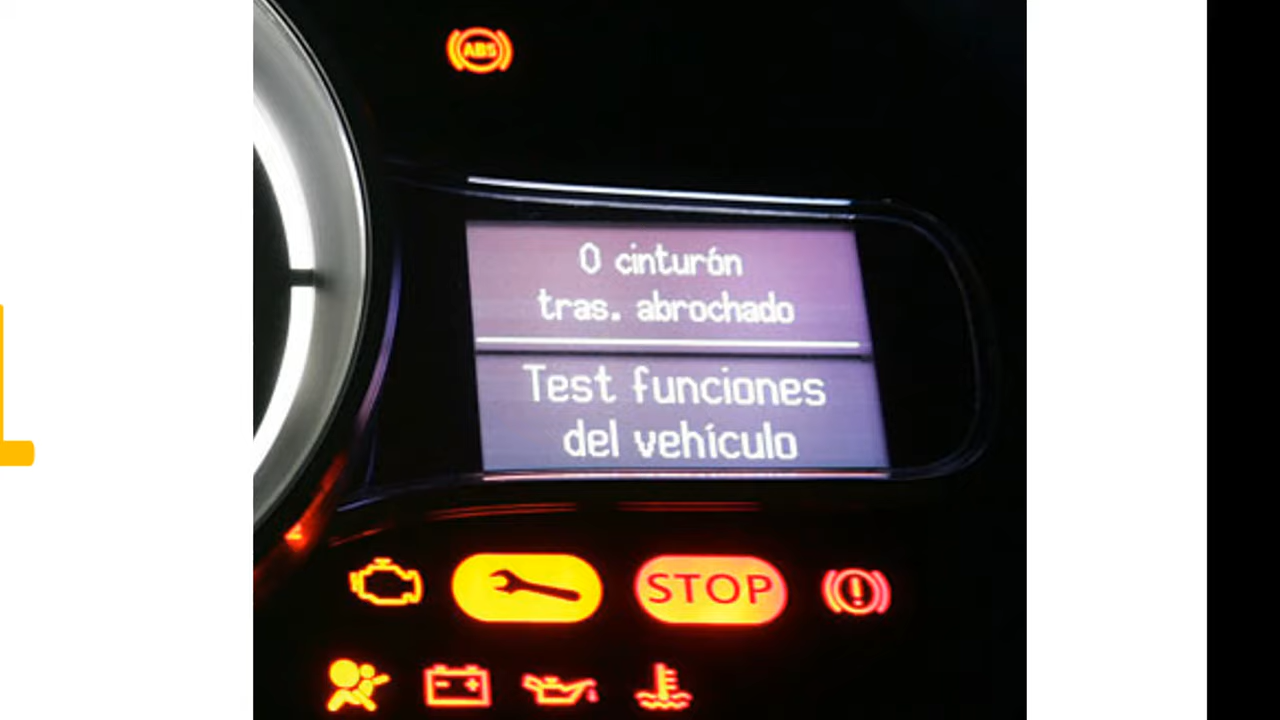 ABS
0 cinturón
tras. abrochado
Test funciones
del vehículo
STOP